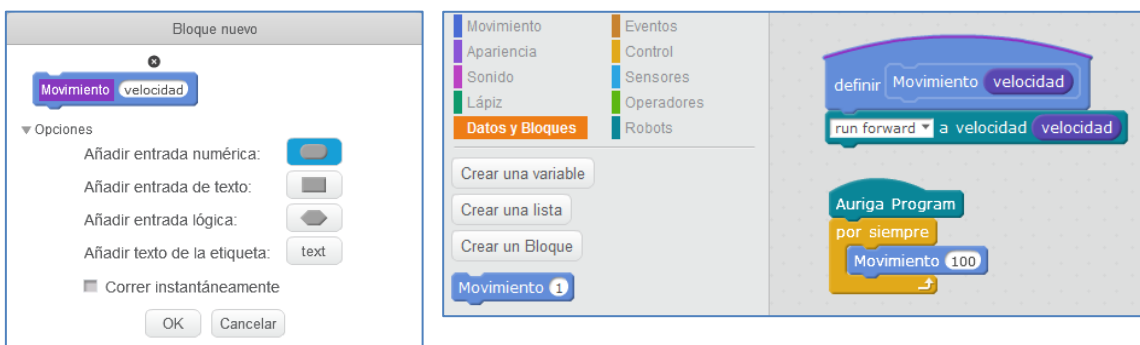 Bloque nuevo
Movimiento velocidad
Opciones
Añadir entrada numérica:
Añadir entrada de texto:
Añadir entrada lógica:
Añadir texto de la etiqueta: text
Correr instantáneamente
OK Cancelar
Movimiento Eventos
Apariencia Control
Sonido Sensores
Lápiz Operadores
Datos y Bloques Robots
Crear una variable
Crear una lista
Crear un Bloque
Movimiento 1
definir Movimiento velocidad
run forward a velocidad velocidad
Auriga Program
por siempre
Movimiento 100